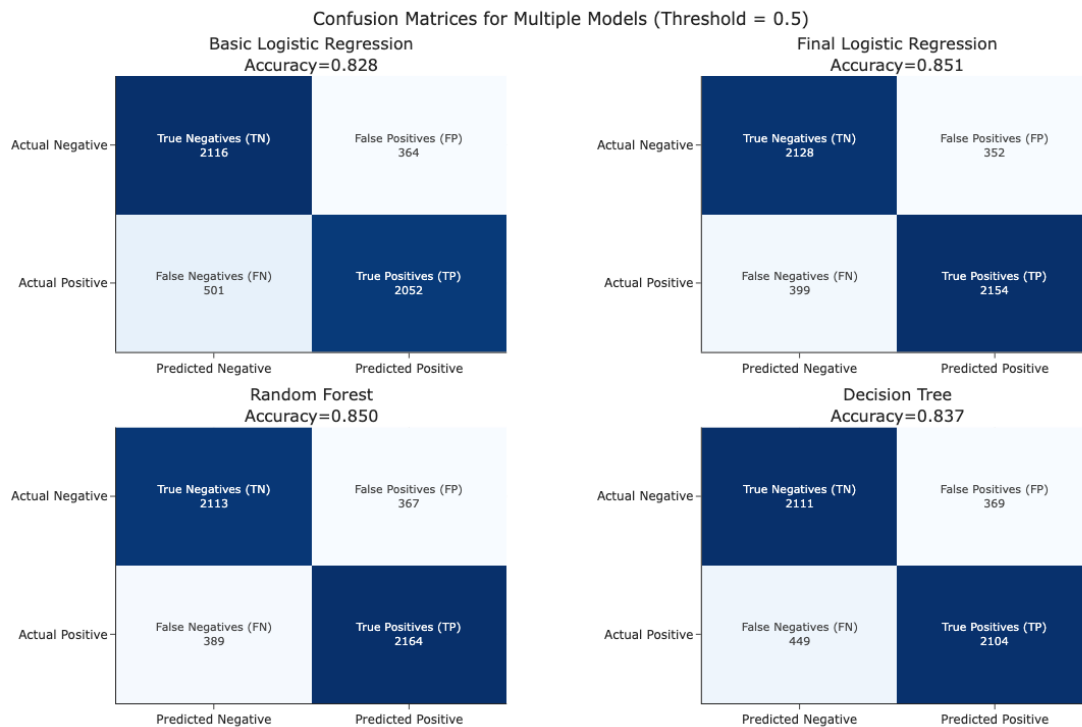 Confusion Matrices for Multiple Models (Threshold = 0.5)
Basic Logistic Regression
Accuracy=0.828
Actual Negative
True Negatives (TN)
2116
False Positives (FP)
364
Actual Positive
False Negatives (FN)
501
True Positives (TP)
2052
Predicted Negative
Predicted Positive
Final Logistic Regression
Accuracy=0.851
Actual Negative
True Negatives (TN)
2128
False Positives (FP)
352
Actual Positive
False Negatives (FN)
399
True Positives (TP)
2154
Predicted Negative
Predicted Positive
Random Forest
Accuracy=0.850
Actual Negative
True Negatives (TN)
2113
False Positives (FP)
367
Actual Positive
False Negatives (FN)
389
True Positives (TP)
2164
Predicted Negative
Predicted Positive
Decision Tree
Accuracy=0.837
Actual Negative
True Negatives (TN)
2111
False Positives (FP)
369
Actual Positive
False Negatives (FN)
449
True Positives (TP)
2104
Predicted Negative
Predicted Positive